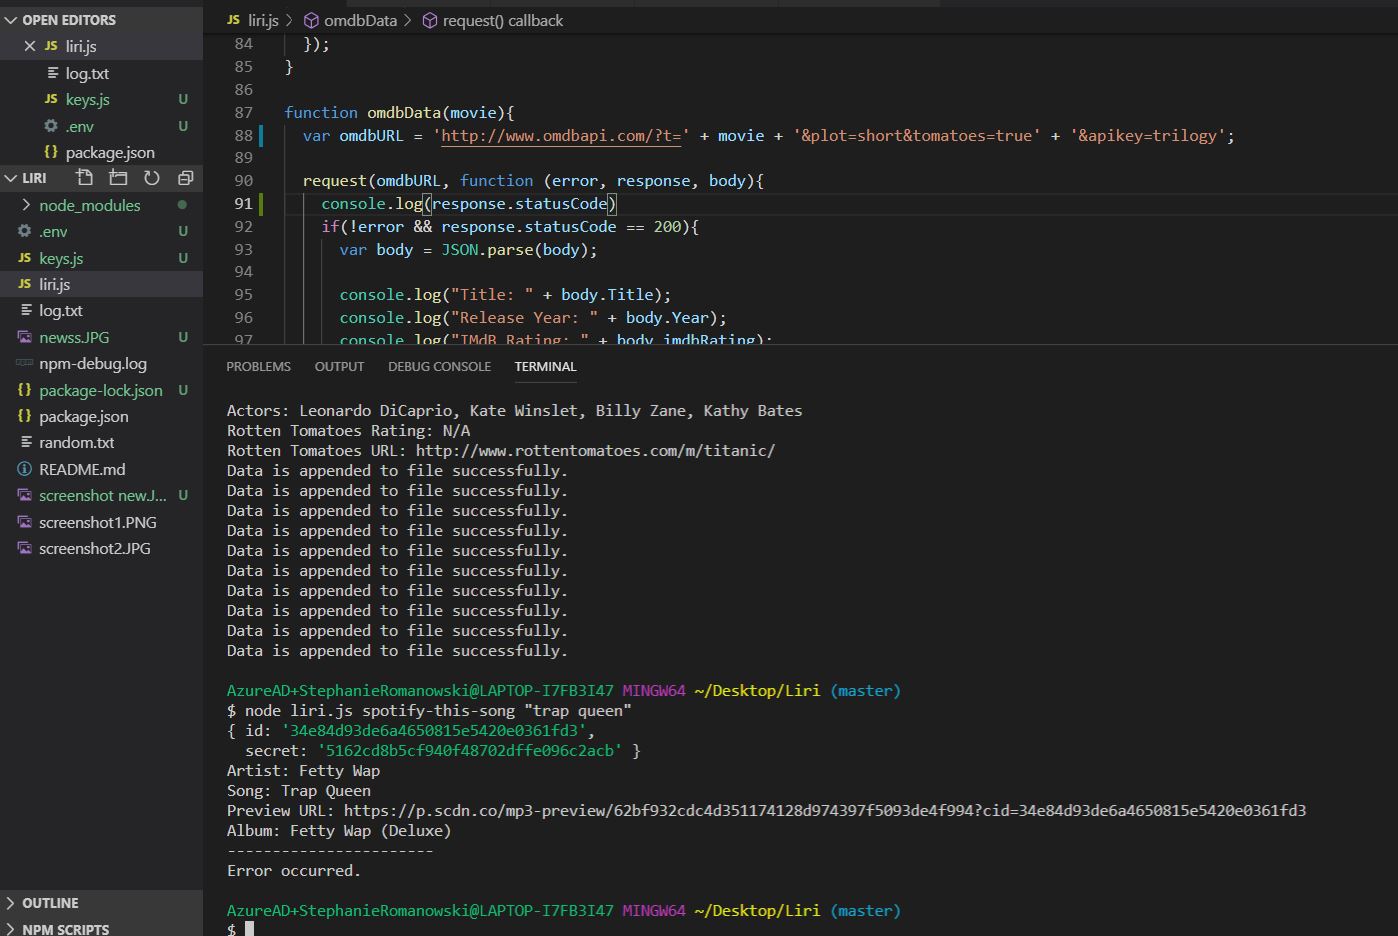 OPEN EDITORS
JS liri.js
log.txt
JS keys.js U
.env U
{} package.json
LIRI
node_modules
.env U
JS keys.js U
JS liri.js
log.txt
newss.JPG U
npm-debug.log
{} package-lock.json U
{} package.json
random.txt
README.md
screenshot new.J... U
screenshot1.PNG
screenshot2.JPG
OUTLINE
NPM SCRIPTS
JS liri.js > omdbData > request() callback
84 });
85 }
86
87 function omdbData(movie){
88 var omdbURL = 'http://www.omdbapi.com/?t=' + movie + '&plot=short&tomatoes=true' + '&apikey=trilogy';
89
90 request(omdbURL, function (error, response, body){
91 console.log(response.statusCode)
92 if(!error && response.statusCode == 200){
93 var body = JSON.parse(body);
94
95 console.log("Title: " + body.Title);
96 console.log("Release Year: " + body.Year);
97 console.log("IMdB Rating: " + body.imdbRating);
PROBLEMS OUTPUT DEBUG CONSOLE TERMINAL
Actors: Leonardo DiCaprio, Kate Winslet, Billy Zane, Kathy Bates
Rotten Tomatoes Rating: N/A
Rotten Tomatoes URL: http://www.rottentomatoes.com/m/titanic/
Data is appended to file successfully.
Data is appended to file successfully.
Data is appended to file successfully.
Data is appended to file successfully.
Data is appended to file successfully.
Data is appended to file successfully.
Data is appended to file successfully.
Data is appended to file successfully.
Data is appended to file successfully.
Data is appended to file successfully.
AzureAD+StephanieRomanowski@LAPTOP-I7FB3I47 MINGW64 ~/Desktop/Liri (master)
$ node liri.js spotify-this-song "trap queen"
{ id: '34e84d93de6a4650815e5420e0361fd3',
secret: '5162cd8b5cf940f48702dffe096c2acb' }
Artist: Fetty Wap
Song: Trap Queen
Preview URL: https://p.scdn.co/mp3-preview/62bf932cdc4d351174128d974397f5093de4f994?cid=34e84d93de6a4650815e5420e0361fd3
Album: Fetty Wap (Deluxe)
-----------------------
Error occurred.
AzureAD+StephanieRomanowski@LAPTOP-I7FB3I47 MINGW64 ~/Desktop/Liri (master)
$